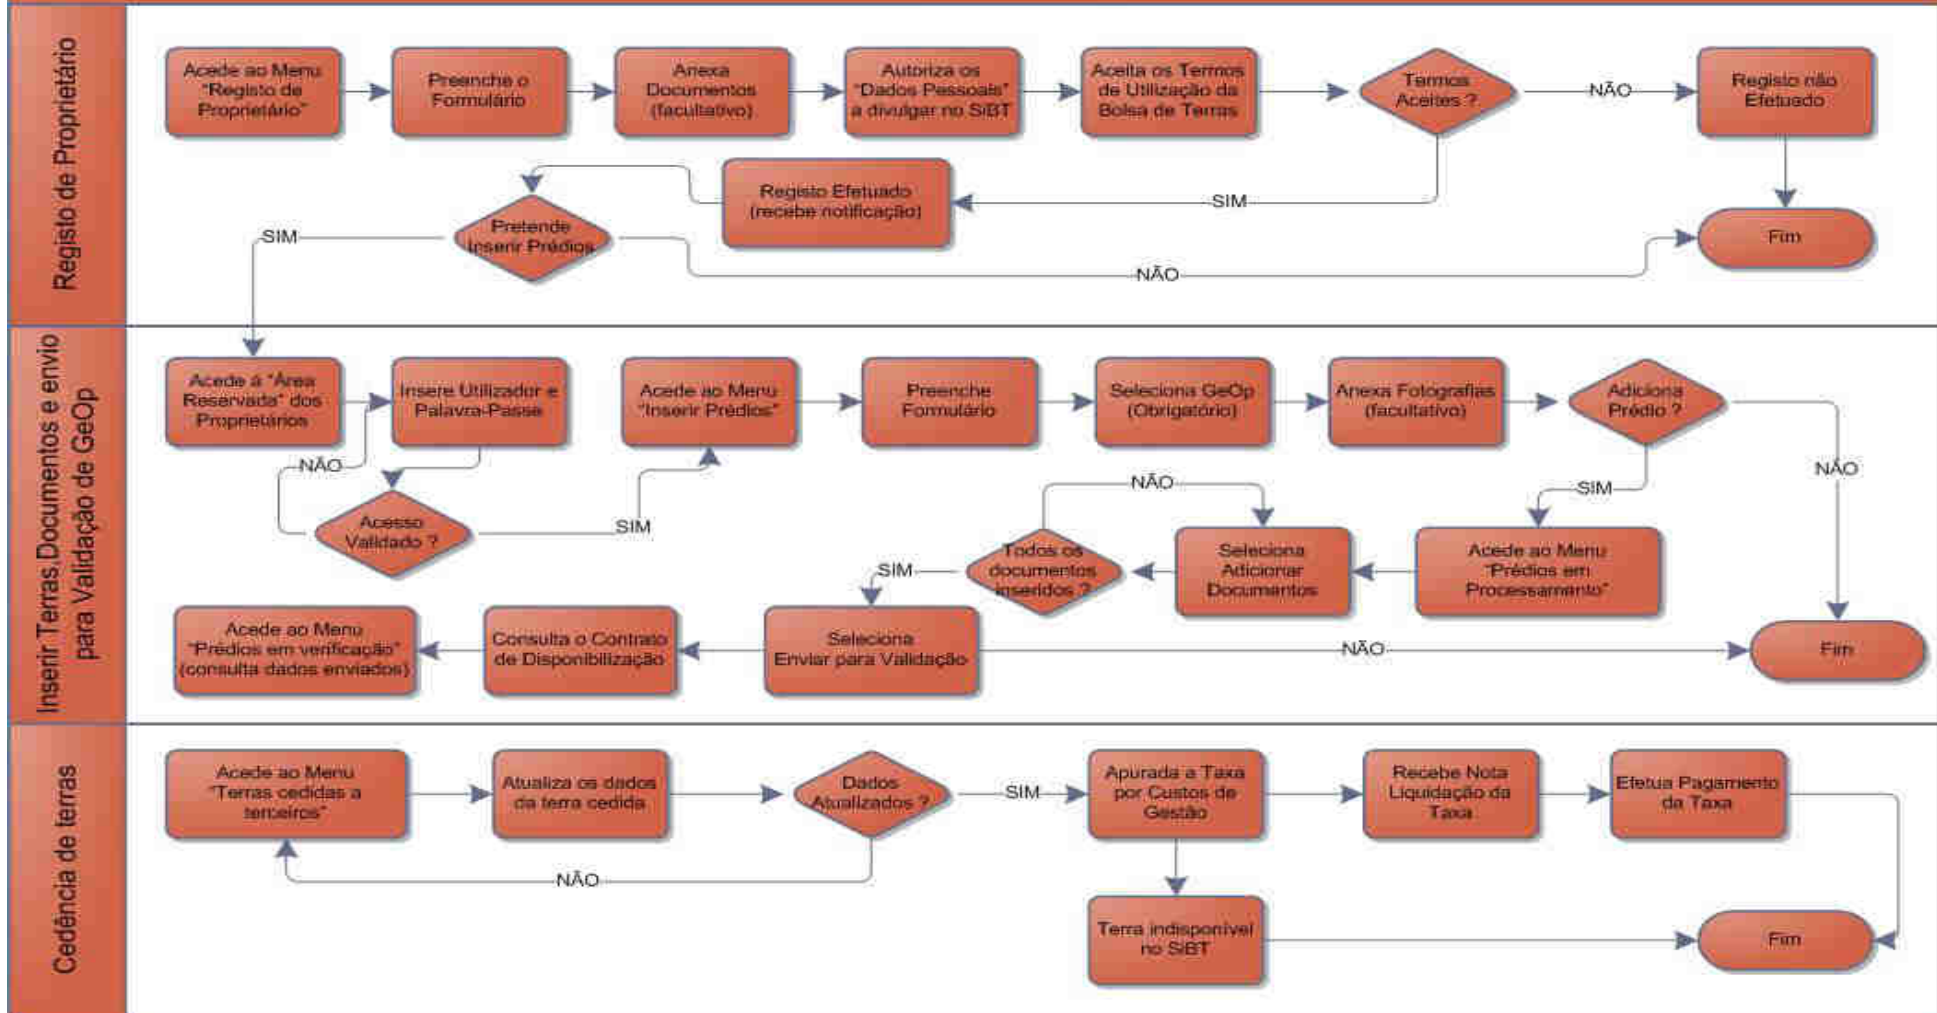 Registo de Proprietário
Acede ao Menu
"Registo de
Proprietário"
Preenche o
Formulário
Anexa
Documentos
(facultativo)
Autoriza os
"Dados Pessoais"
a divulgar no SiBT
Aceita os Termos
de Utilização da
Bolsa de Terras
Termos
Aceites ?
NÃO
Registo não
Efetuado
Registo Efetuado
(recebe notificação)
SIM
Pretende
Inserir Prédios
SIM
NÃO
Fim
Inserir Terras,Documentos e envio
para Validação de GeOp
Acede á "Área
Reservada" dos
Proprietários
Insere Utilizador e
Palavra-Passe
Acede ao Menu
"Inserir Prédios"
Preenche
Formulário
Seleciona GeOp
(Obrigatório)
Anexa Fotografias
(facultativo)
Adiciona
Prédio ?
NÃO
NÃO
SIM
Acesso
Validado ?
SIM
NÃO
Todos os
documentos
inseridos ?
Seleciona
Adicionar
Documentos
Acede ao Menu
"Prédios em
Processamento"
SIM
Acede ao Menu
"Prédios em verificação"
(consulta dados enviados)
Consulta o Contrato
de Disponibilização
Seleciona
Enviar para Validação
NÃO
Fim
Cedência de terras
Acede ao Menu
"Terras cedidas a
terceiros"
Atualiza os dados
da terra cedida
Dados
Atualizados ?
SIM
Apurada a Taxa
por Custos de
Gestão
Recebe Nota
Liquidação da
Taxa
Efetua Pagamento
da Taxa
NÃO
Terra indisponível
no SiBT
Fim